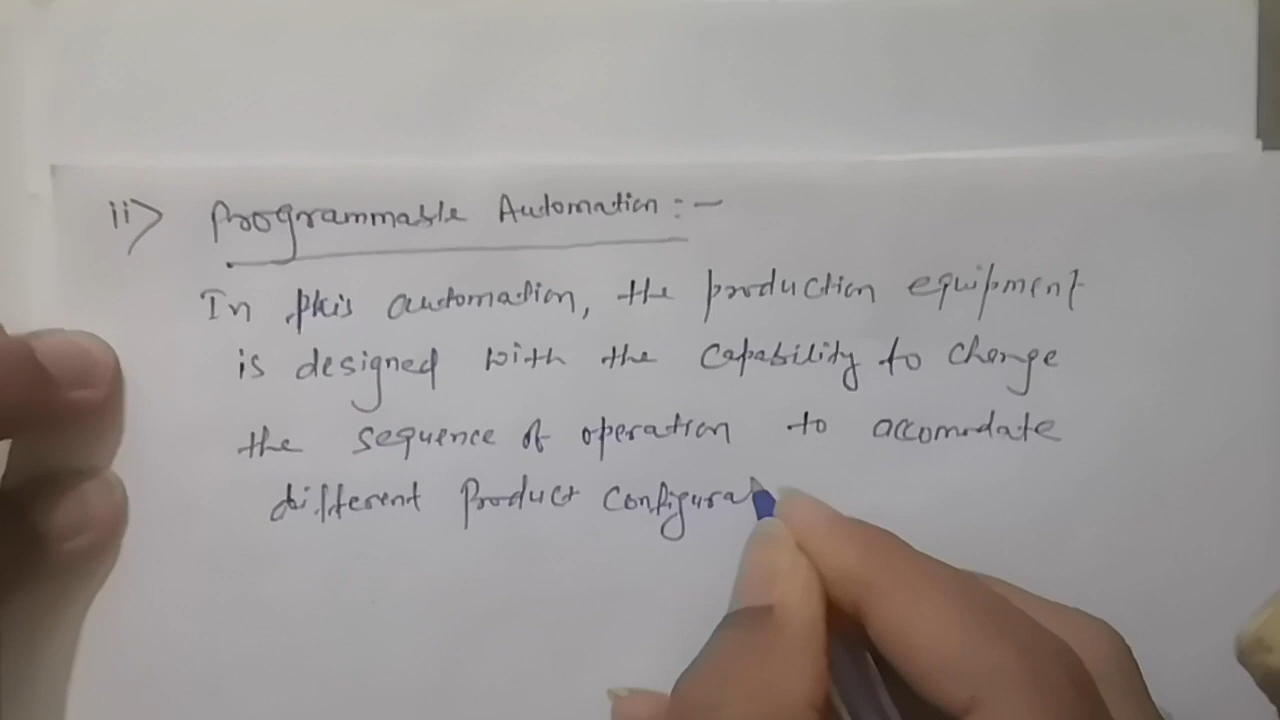 ii> Programmable Automation :-
In this automation, the production equipment
is designed with the capability to change
the sequence of operation to accomodate
different Product Configurat